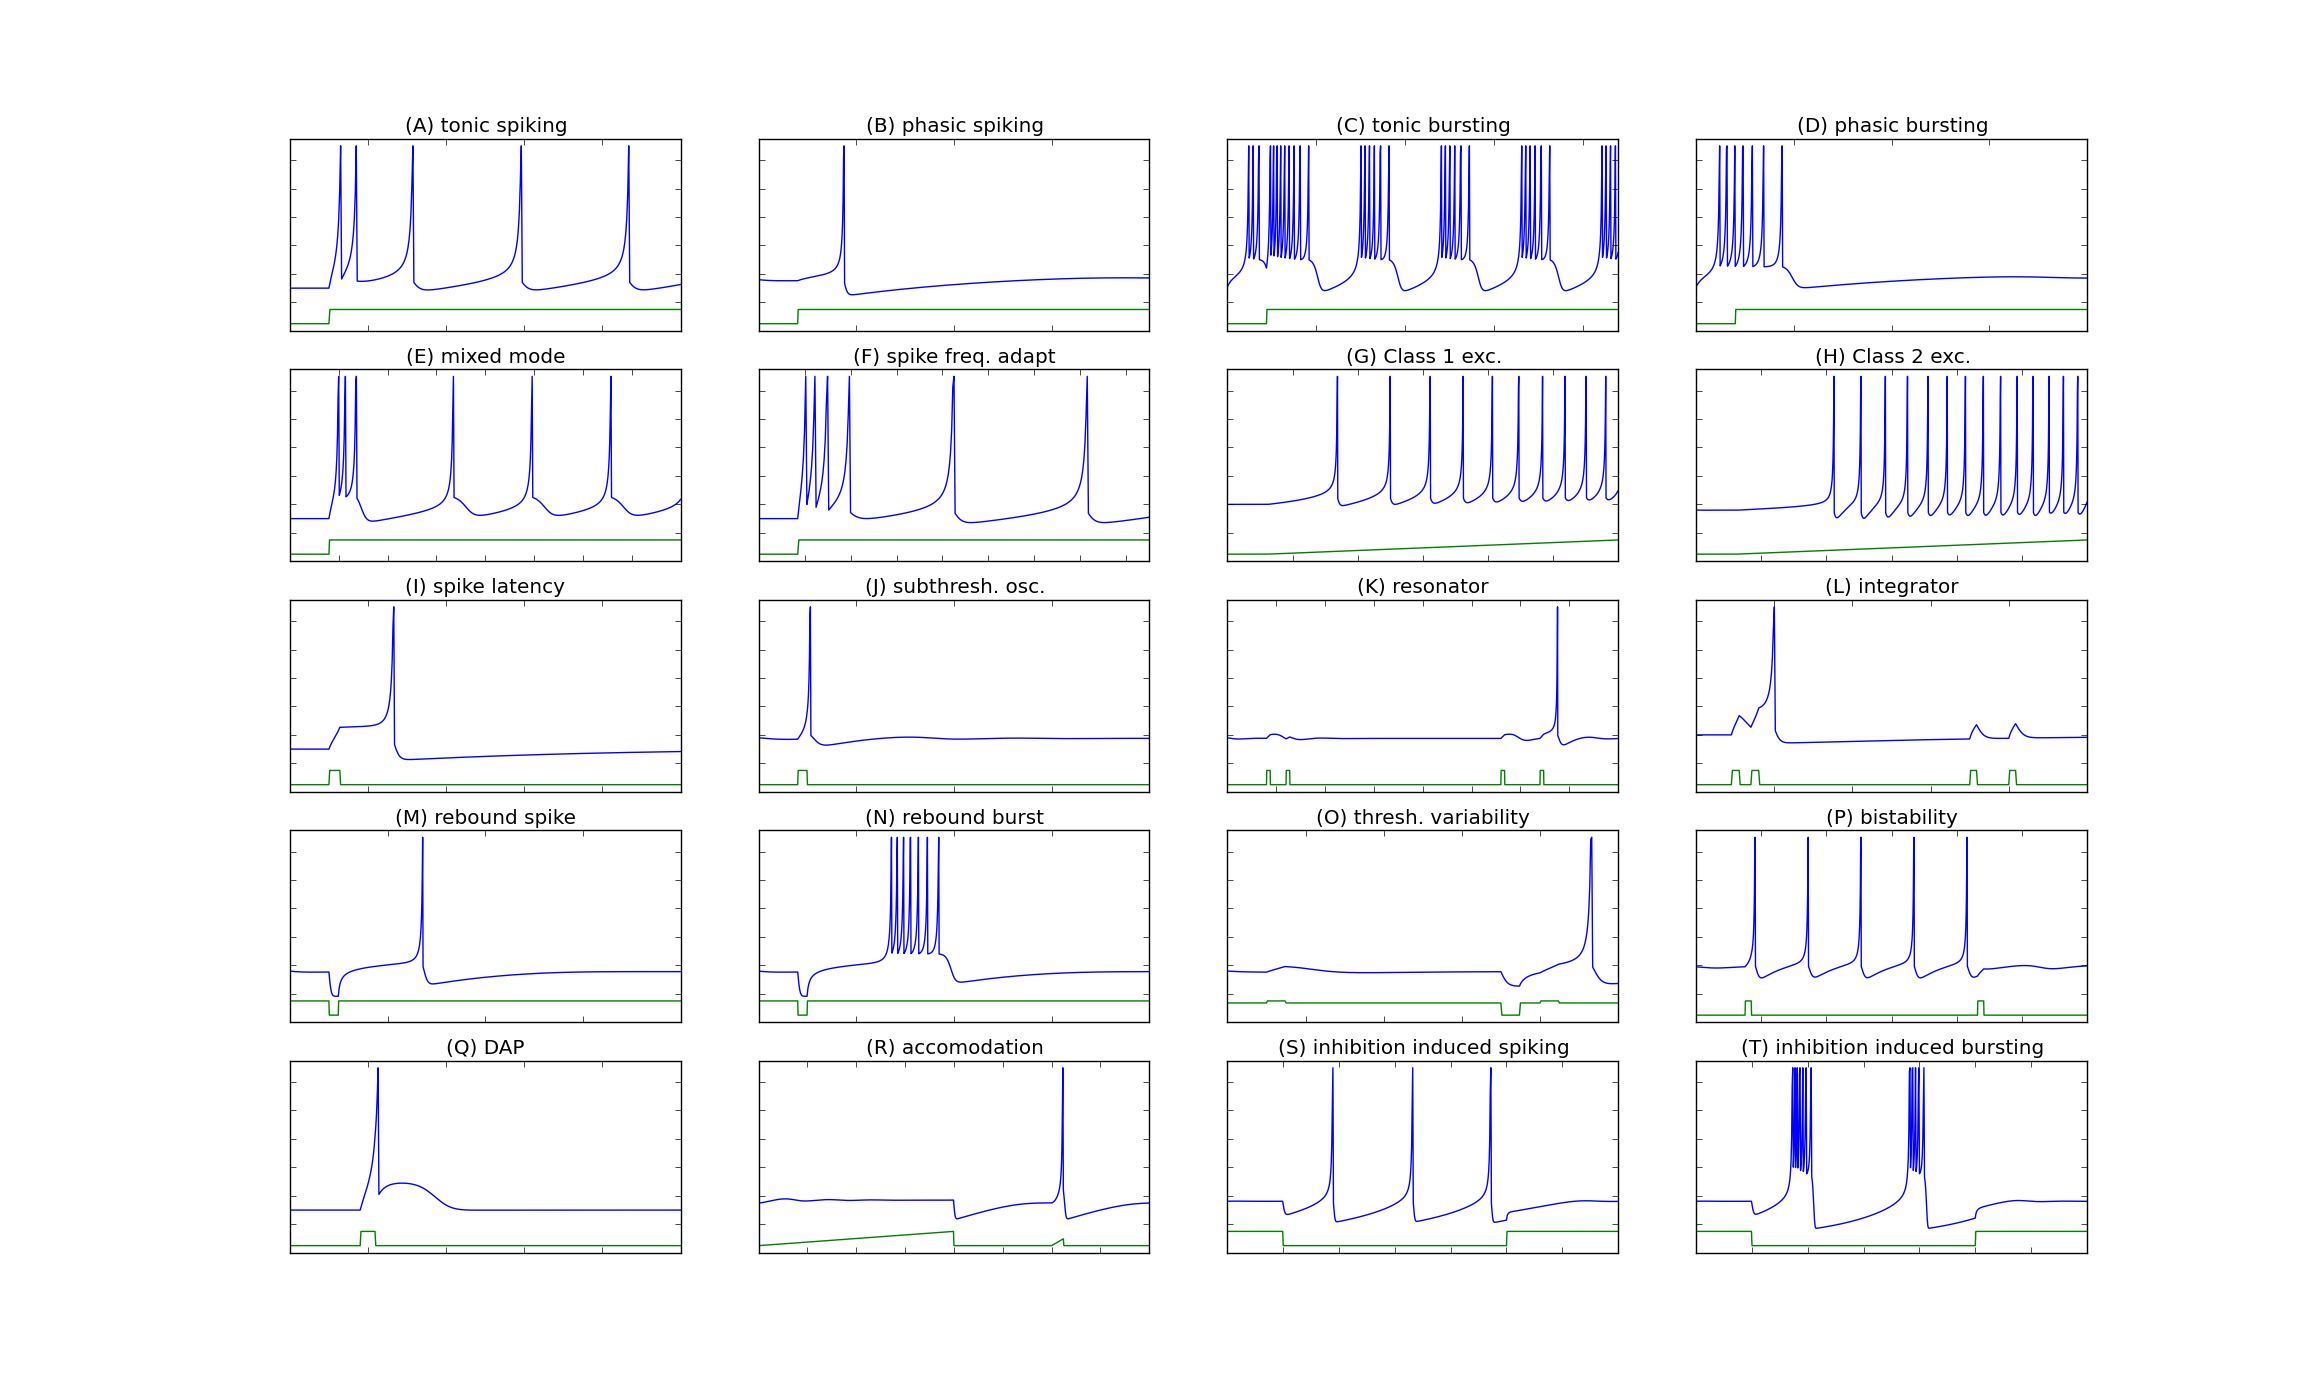 (A) tonic spiking
(B) phasic spiking
(C) tonic bursting
(D) phasic bursting
(E) mixed mode
(F) spike freq. adapt
(G) Class 1 exc.
(H) Class 2 exc.
(I) spike latency
(J) subthresh. osc.
(K) resonator
(L) integrator
(M) rebound spike
(N) rebound burst
(O) thresh. variability
(P) bistability
(Q) DAP
(R) accomodation
(S) inhibition induced spiking
(T) inhibition induced bursting